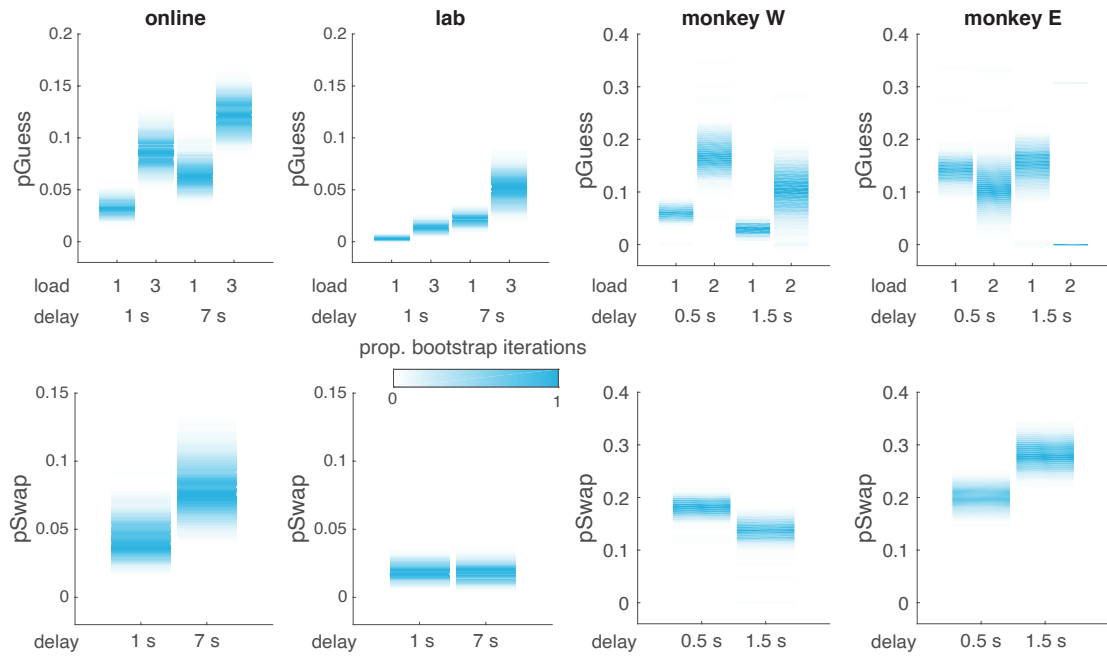 online lab monkey W monkey E
0.2 0.2 0.4 0.4
0.15 0.15 0.3 0.3
pGuess pGuess pGuess pGuess
0.1 0.1 0.2 0.2
0.05 0.05 0.1 0.1
0 0 0 0
load 1 3 1 3 load 1 3 1 3 load 1 2 1 2 load 1 2 1 2
delay 1 s 7 s delay 1 s 7 s delay 0.5 s 1.5 s delay 0.5 s 1.5 s
prop. bootstrap iterations
0 1
0.15 0.15 0.4 0.4
0.1 0.1 0.3 0.3
pSwap pSwap pSwap pSwap
0.05 0.05 0.2 0.2
0.1 0.1
0 0 0 0
delay 1 s 7 s delay 1 s 7 s delay 0.5 s 1.5 s delay 0.5 s 1.5 s